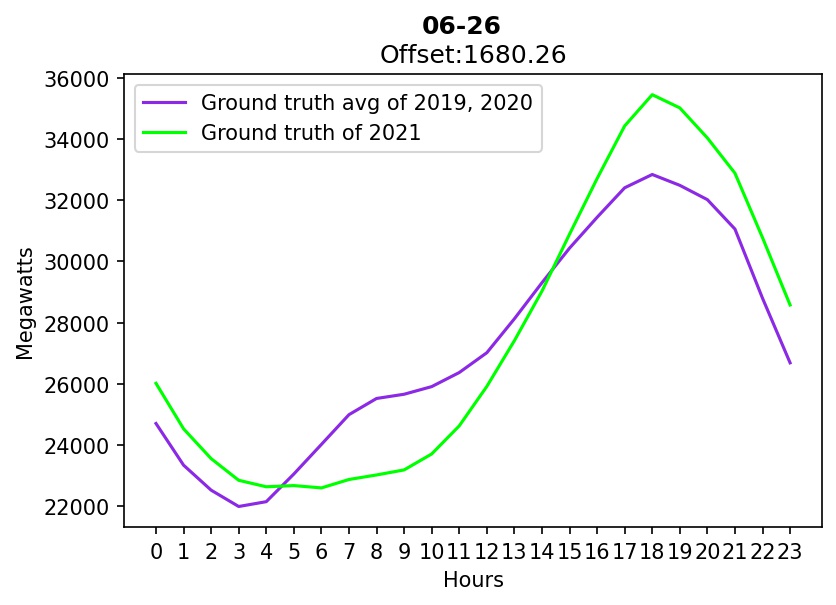 06-26
Offset:1680.26
Ground truth avg of 2019, 2020
Ground truth of 2021
36000
34000
32000
30000
28000
26000
24000
22000
Megawatts
0 1 2 3 4 5 6 7 8 9 10 11 12 13 14 15 16 17 18 19 20 21 22 23
Hours